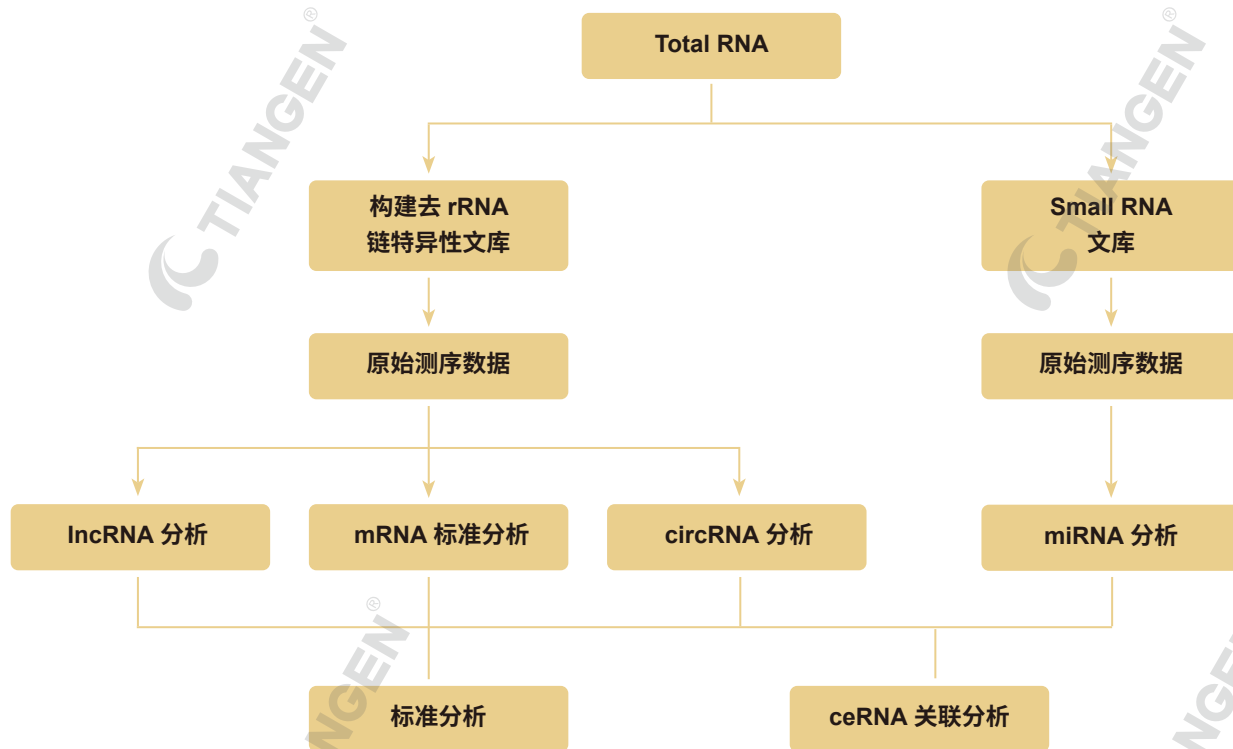 Total RNA
TIANGEN®
TIANGEN®
构建去 rRNA
链特异性文库
Small RNA
文库
原始测序数据
原始测序数据
lncRNA 分析
mRNA 标准分析
circRNA 分析
miRNA 分析
标准分析
ceRNA 关联分析